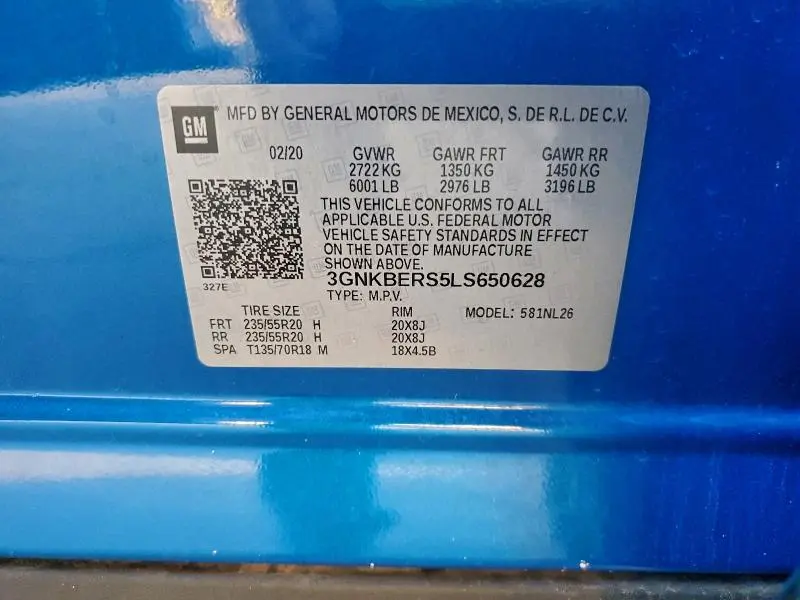 GM MFD BY GENERAL MOTORS DE MEXICO, S. DE R.L. DE C.V.
02/20 GVWR GAWR FRT GAWR RR
2722 KG 1350 KG 1450 KG
6001 LB 2976 LB 3196 LB
THIS VEHICLE CONFORMS TO ALL
APPLICABLE U.S. FEDERAL MOTOR
VEHICLE SAFETY STANDARDS IN EFFECT
ON THE DATE OF MANUFACTURE
SHOWN ABOVE.
3GNKBERS5LS650628
327E
TYPE: M.P.V.
TIRE SIZE RIM MODEL: 581NL26
FRT 235/55R20 H 20X8J
RR 235/55R20 H 20X8J
SPA T135/70R18 M 18X4.5B